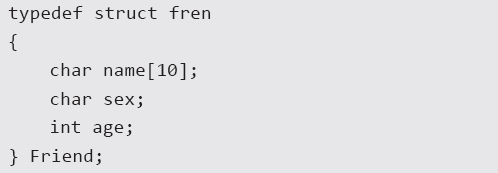 typedef struct fren
{
    char name[10];
    char sex;
    int age;
} Friend;